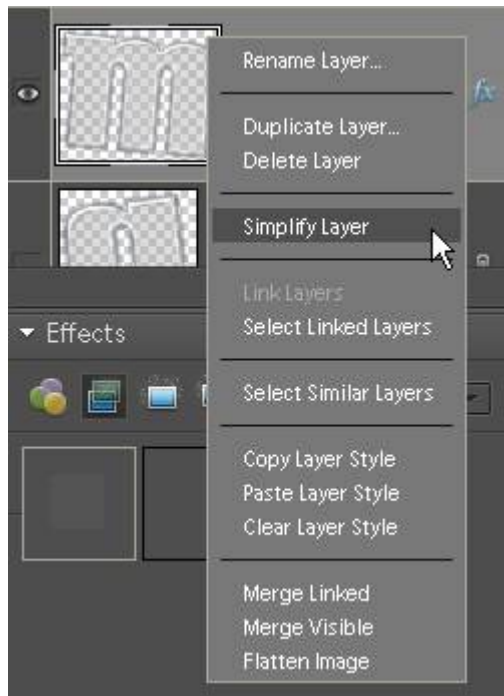 Rename Layer...
fx
Duplicate Layer...
Delete Layer
Simplify Layer
Link Layers
Select Linked Layers
Effects
Select Similar Layers
Copy Layer Style
Paste Layer Style
Clear Layer Style
Merge Linked
Merge Visible
Flatten Image